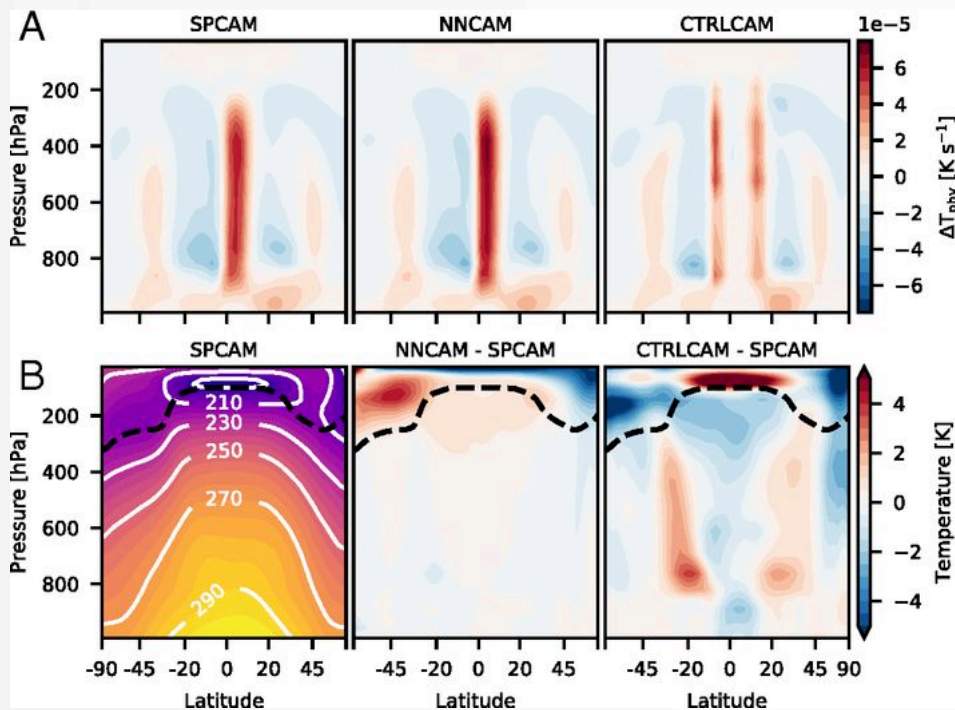 A
SPCAM
NNCAM
CTRLCAM
1e−5
Pressure [hPa]
200
400
600
800
6
4
2
0
−2
−4
−6
ΔTphy [K s−1]
B
SPCAM
NNCAM - SPCAM
CTRLCAM - SPCAM
Pressure [hPa]
200
400
600
800
210
230
250
270
290
4
2
0
−2
−4
Temperature [K]
-90 -45 -20 0 20 45
-45 -20 0 20 45
-45 -20 0 20 45 90
Latitude
Latitude
Latitude